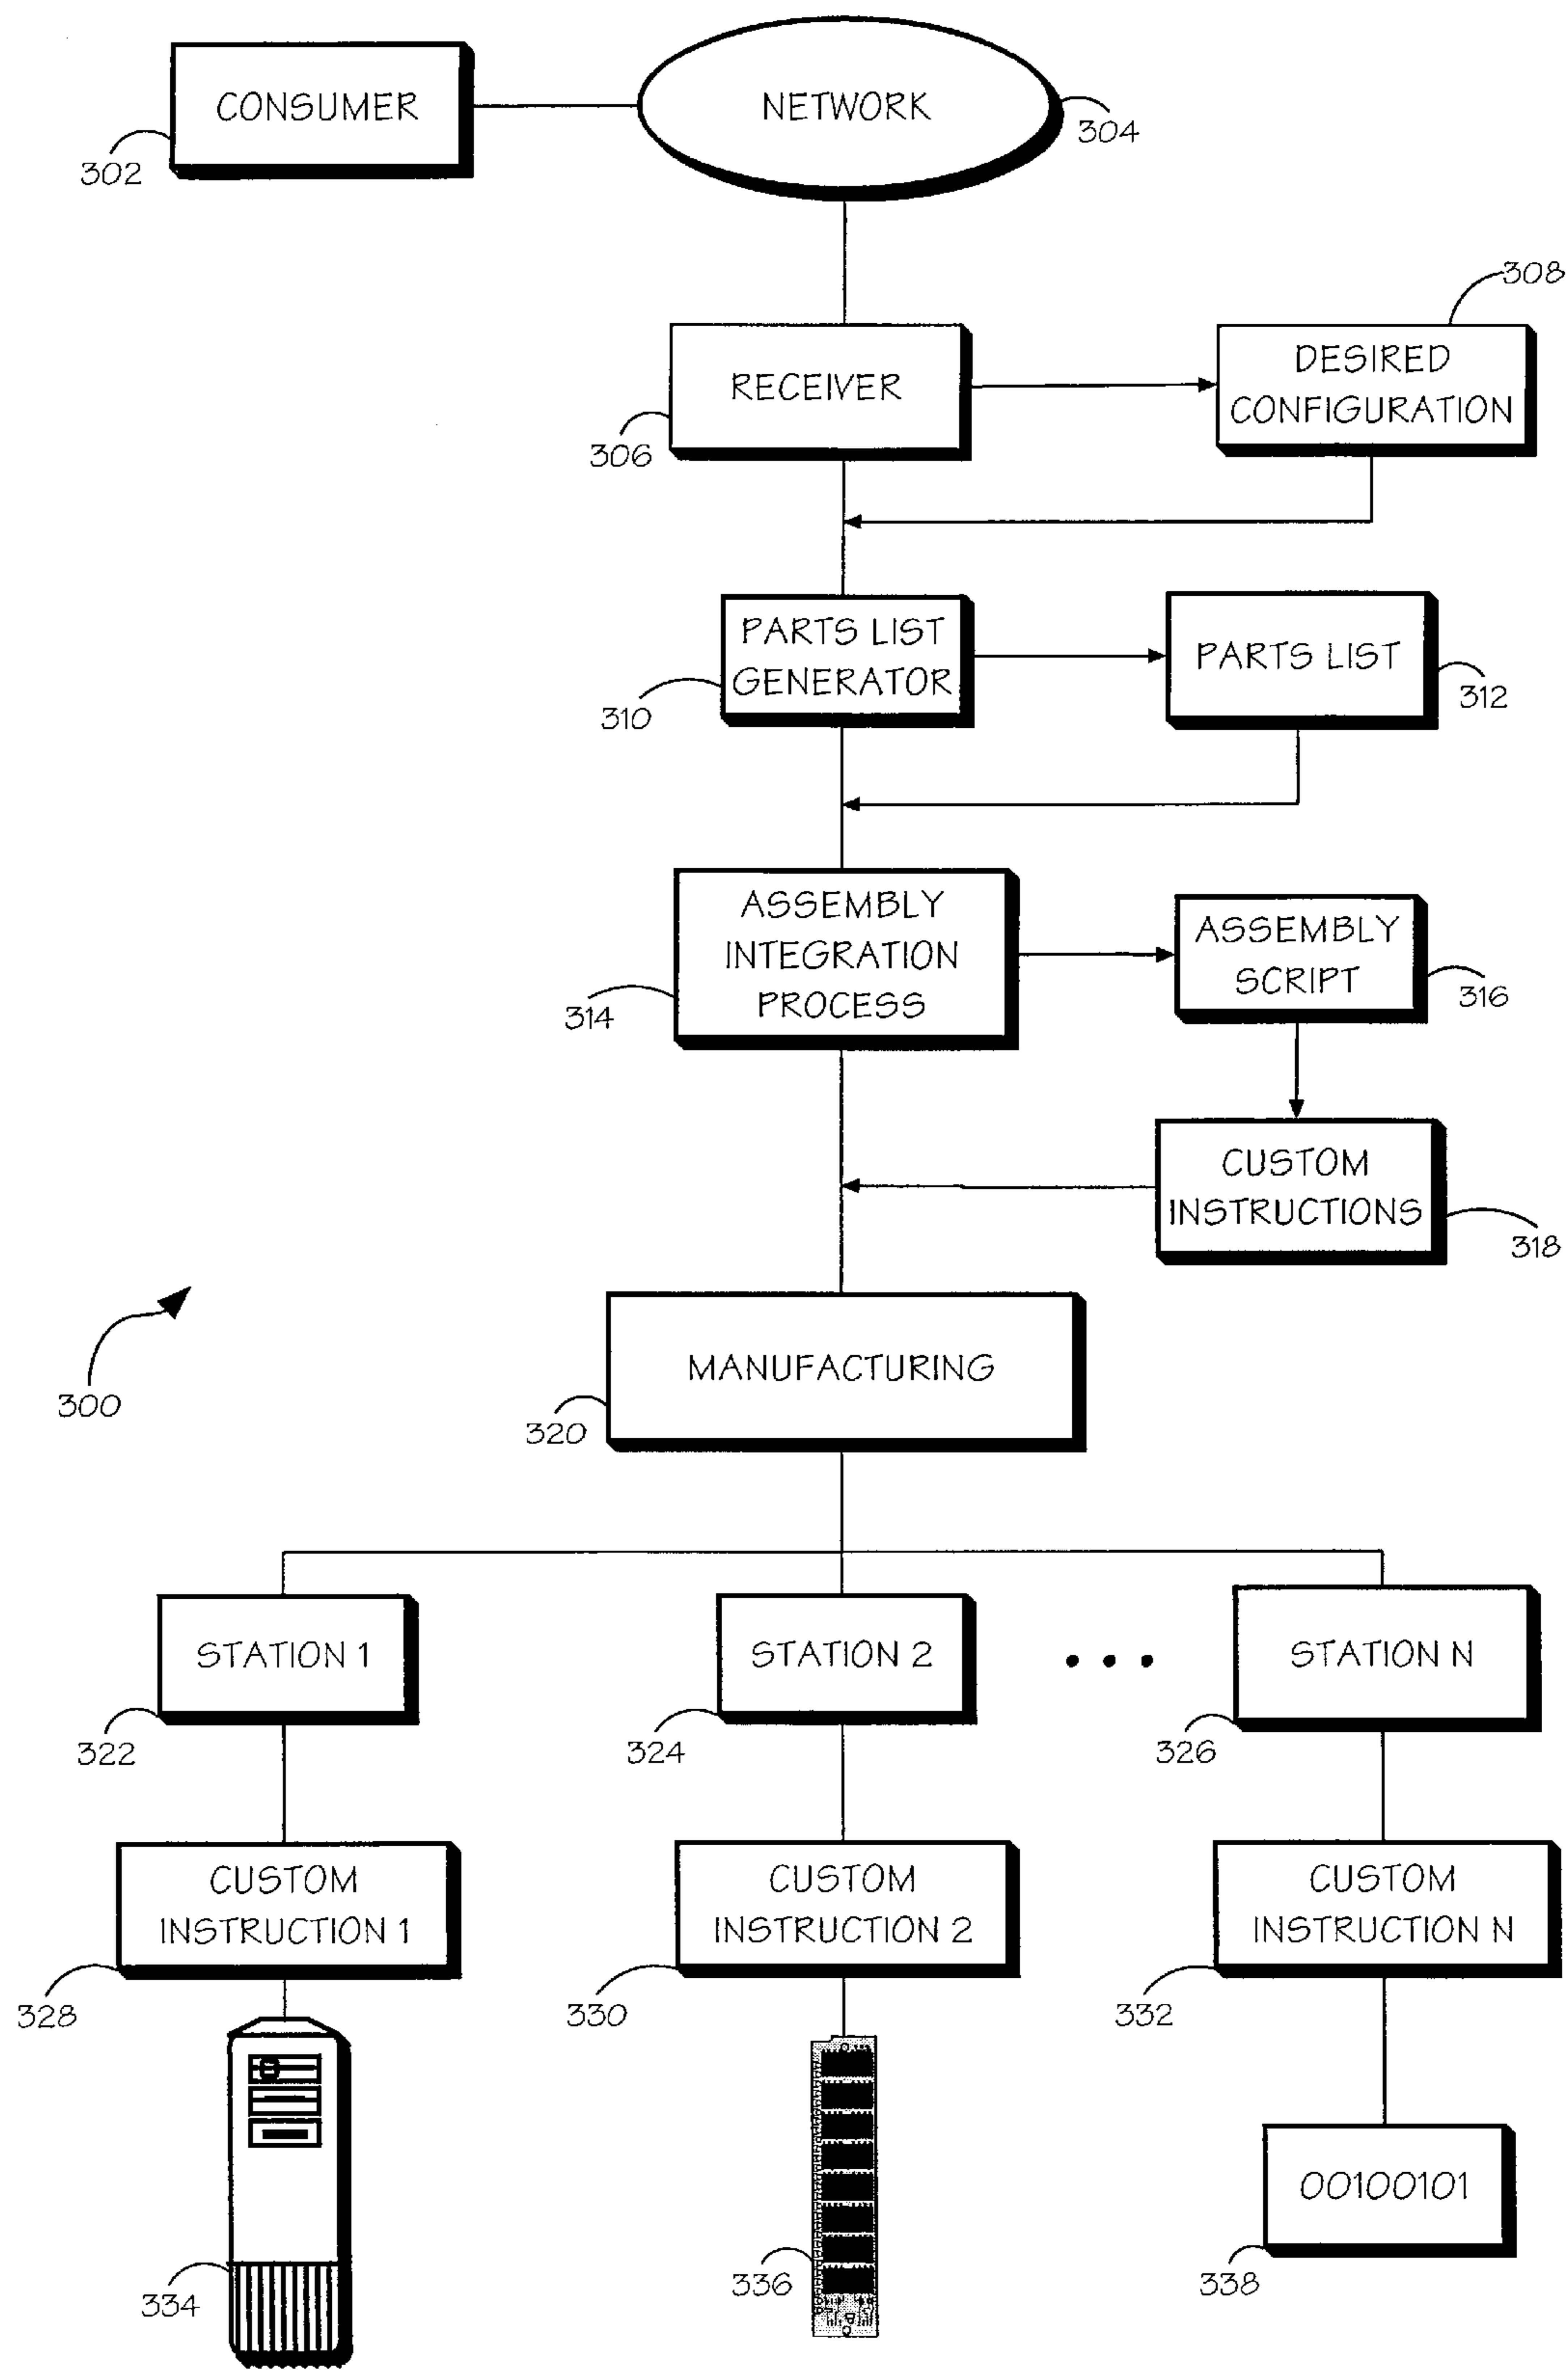 CONSUMER
302
NETWORK
304
RECEIVER
306
DESIRED
CONFIGURATION
308
PARTS LIST
GENERATOR
310
PARTS LIST
312
ASSEMBLY
INTEGRATION
PROCESS
314
ASSEMBLY
SCRIPT
316
CUSTOM
INSTRUCTIONS
318
300
MANUFACTURING
320
STATION 1
322
STATION 2
324
STATION N
326
CUSTOM
INSTRUCTION 1
328
CUSTOM
INSTRUCTION 2
330
CUSTOM
INSTRUCTION N
332
334
336
00100101
338